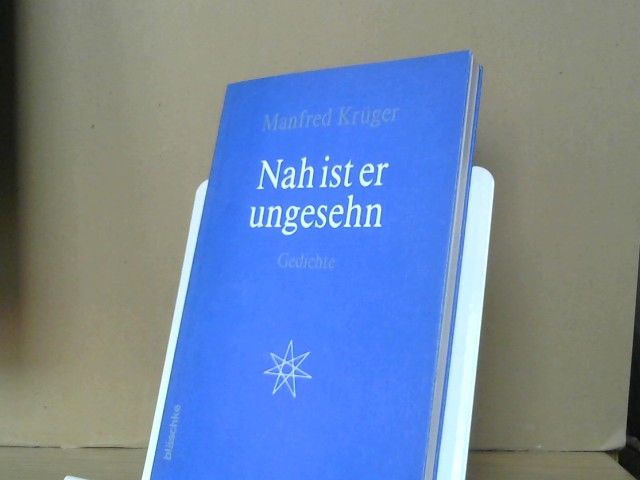 Manfred Krüger
Nah ist er
ungesehn
Gedichte
bläschke